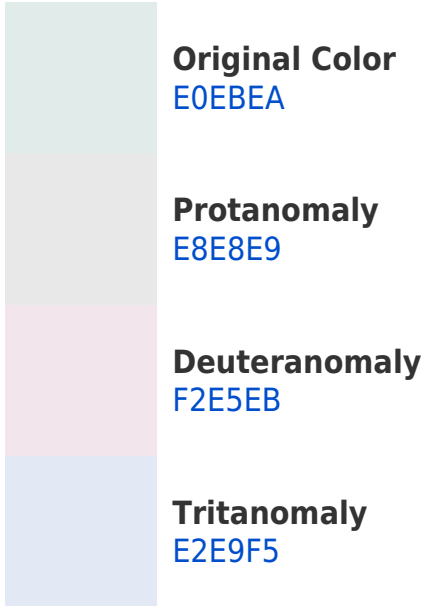 Original Color
E0EBEA
Protanomaly
E8E8E9
Deuteranomaly
F2E5EB
Tritanomaly
E2E9F5